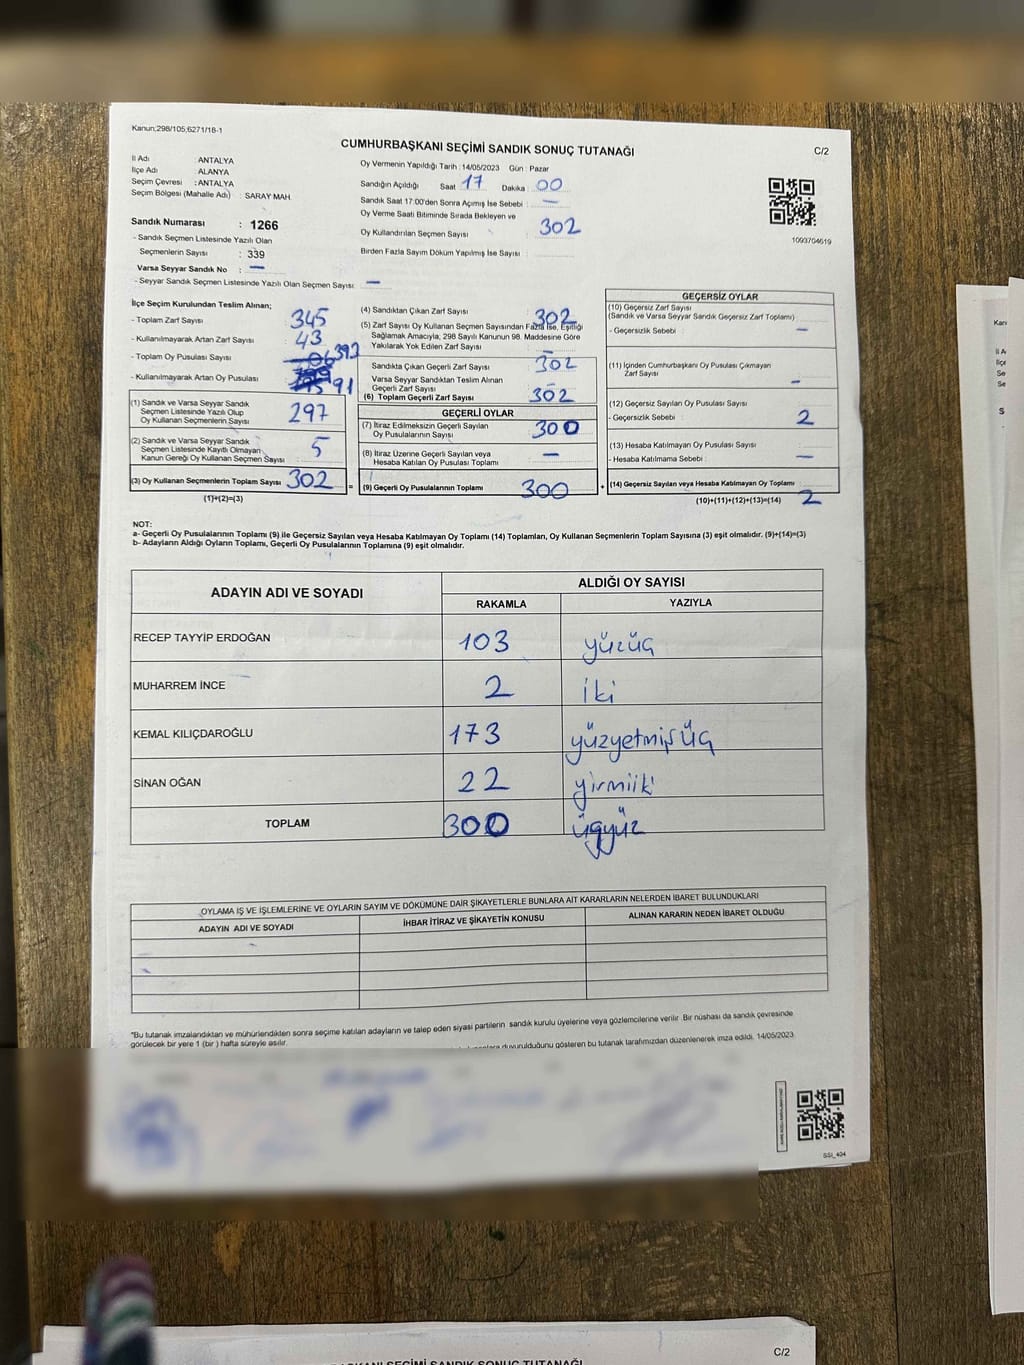 Kanun;298/105,6271/18-1
CUMHURBAŞKANI SEÇİMİ SANDIK SONUÇ TUTANAĞI
C/2
İl Adı : ANTALYA
İlçe Adı : ALANYA
Seçim Çevresi : ANTALYA
Seçim Bölgesi (Mahalle Adı) : SARAY MAH.
Sandık Numarası : 1266
- Sandık Seçmen Listesinde Yazılı Olan
Seçmenlerin Sayısı : 339
Varsa Seyyar Sandık No : —
- Seyyar Sandık Seçmen Listesinde Yazılı Olan Seçmen Sayısı : —
Oy Vermenin Yapıldığı Tarih : 14/05/2023 Gün : Pazar
Sandığın Açıldığı Saat : 17 Dakika : 00
Sandık Saat 17:00'den Sonra Açımış İse Sebebi : —
Oy Verme Saati Bitiminde Sırada Bekleyen ve
Oy Kullandırılan Seçmen Sayısı : 302
Birden Fazla Sayım Döküm Yapılmış İse Sayısı :
1093704619
İlçe Seçim Kurulundan Teslim Alınan;
- Toplam Zarf Sayısı : 345
- Kullanılmayarak Artan Zarf Sayısı : 43
- Toplam Oy Pusulası Sayısı : 393
- Kullanılmayarak Artan Oy Pusulası : 91
(1) Sandık ve Varsa Seyyar Sandık
Seçmen Listesinde Yazılı Olup
Oy Kullanan Seçmenlerin Sayısı 297
(2) Sandık ve Varsa Seyyar Sandık
Seçmen Listesinde Kayıtlı Olmayan
Kanun Gereği Oy Kullanan Seçmen Sayısı 5
(3) Oy Kullanan Seçmenlerin Toplam Sayısı 302 =
(1)+(2)=(3)
(4) Sandıktan Çıkan Zarf Sayısı : 302
(5) Zarf Sayısı Oy Kullanan Seçmen Sayısından Fazla İse, Eşitliği
Sağlamak Amacıyla, 298 Sayılı Kanunun 98. Maddesine Göre
Yakılarak Yok Edilen Zarf Sayısı : —
Sandıkta Çıkan Geçerli Zarf Sayısı : 302
Varsa Seyyar Sandıktan Teslim Alınan
Geçerli Zarf Sayısı
(6) Toplam Geçerli Zarf Sayısı : 302
GEÇERLİ OYLAR
(7) İtiraz Edilmeksizin Geçerli Sayılan
Oy Pusulalarının Sayısı : 300
(8) İtiraz Üzerine Geçerli Sayılan veya
Hesaba Katılan Oy Pusulası Toplamı : —
(9) Geçerli Oy Pusulalarının Toplamı 300 +
GEÇERSİZ OYLAR
(10) Geçersiz Zarf Sayısı
(Sandık ve Varsa Seyyar Sandık Geçersiz Zarf Toplamı)
- Geçersizlik Sebebi : —
(11) İçinden Cumhurbaşkanı Oy Pusulası Çıkmayan
Zarf Sayısı : —
(12) Geçersiz Sayılan Oy Pusulası Sayısı
- Geçersizlik Sebebi : 2
(13) Hesaba Katılmayan Oy Pusulası Sayısı
- Hesaba Katılmama Sebebi : —
(14) Geçersiz Sayılan veya Hesaba Katılmayan Oy Toplamı
(10)+(11)+(12)+(13)=(14) 2
NOT:
a- Geçerli Oy Pusulalarının Toplamı (9) ile Geçersiz Sayılan veya Hesaba Katılmayan Oy Toplamı (14) Toplamları, Oy Kullanan Seçmenlerin Toplam Sayısına (3) eşit olmalıdır. (9)+(14)=(3)
b- Adayların Aldığı Oyların Toplamı, Geçerli Oy Pusulalarının Toplamına (9) eşit olmalıdır.
ADAYIN ADI VE SOYADI
ALDIĞI OY SAYISI
RAKAMLA YAZIYLA
RECEP TAYYİP ERDOĞAN 103 yüzüç
MUHARREM İNCE 2 iki
KEMAL KILIÇDAROĞLU 173 yüzyetmişüç
SİNAN OĞAN 22 yirmiiki
TOPLAM 300 üçyüz
OYLAMA İŞ VE İŞLEMLERİNE VE OYLARIN SAYIM VE DÖKÜMÜNE DAİR ŞİKAYETLERLE BUNLARA AİT KARARLARIN NELERDEN İBARET BULUNDUKLARI
ADAYIN ADI VE SOYADI İHBAR İTİRAZ VE ŞİKAYETİN KONUSU ALINAN KARARIN NEDEN İBARET OLDUĞU
*Bu tutanak imzalandıktan ve mühürlendikten sonra seçime katılan adayların ve talep eden siyasi partilerin sandık kurulu üyelerine veya gözlemcilerine verilir. Bir nüshası da sandık çevresinde
görülecek bir yere 1 (bir) hafta süreyle asılır.
duyurulduğunu gösteren bu tutanak tarafımızdan düzenlenerek imza edildi. 14/05/2023
SSI_404
C/2
SEÇİMİ SANDIK SONUÇ TUTANAĞI